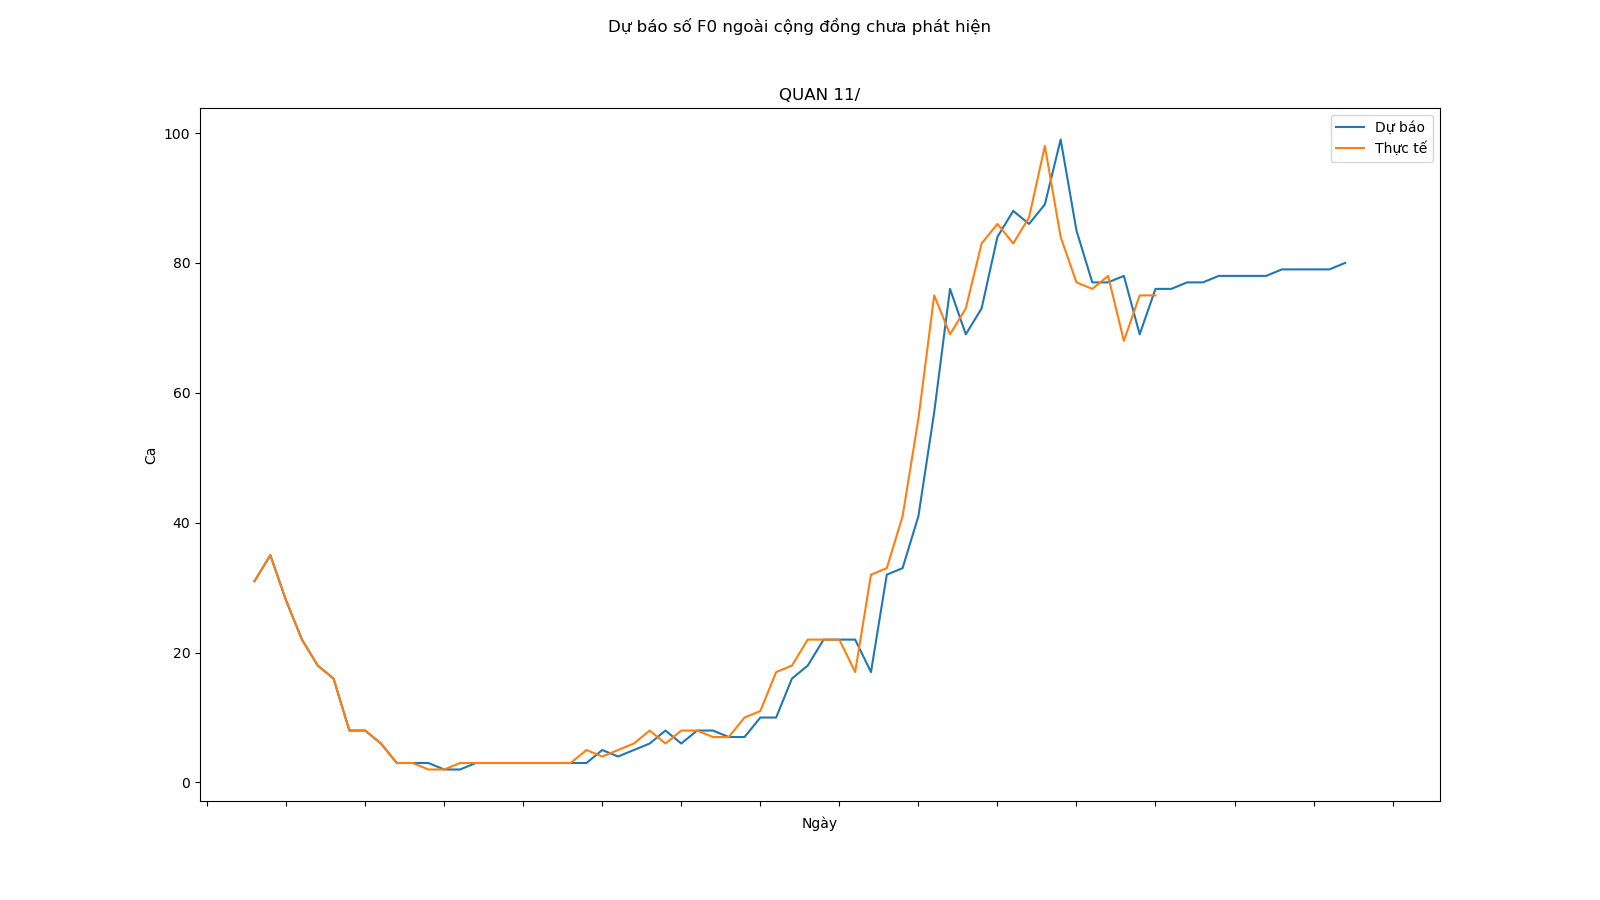 Dự báo số F0 ngoài cộng đồng chưa phát hiện
QUAN 11/
Dự báo
Thực tế
100
80
60
40
20
0
Ca
Ngày